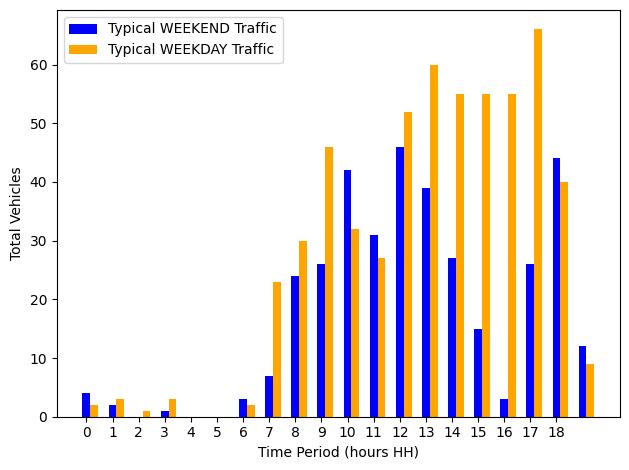 Typical WEEKEND Traffic
Typical WEEKDAY Traffic
60
50
40
30
20
10
0
Total Vehicles
0 1 2 3 4 5 6 7 8 9 10 11 12 13 14 15 16 17 18
Time Period (hours HH)